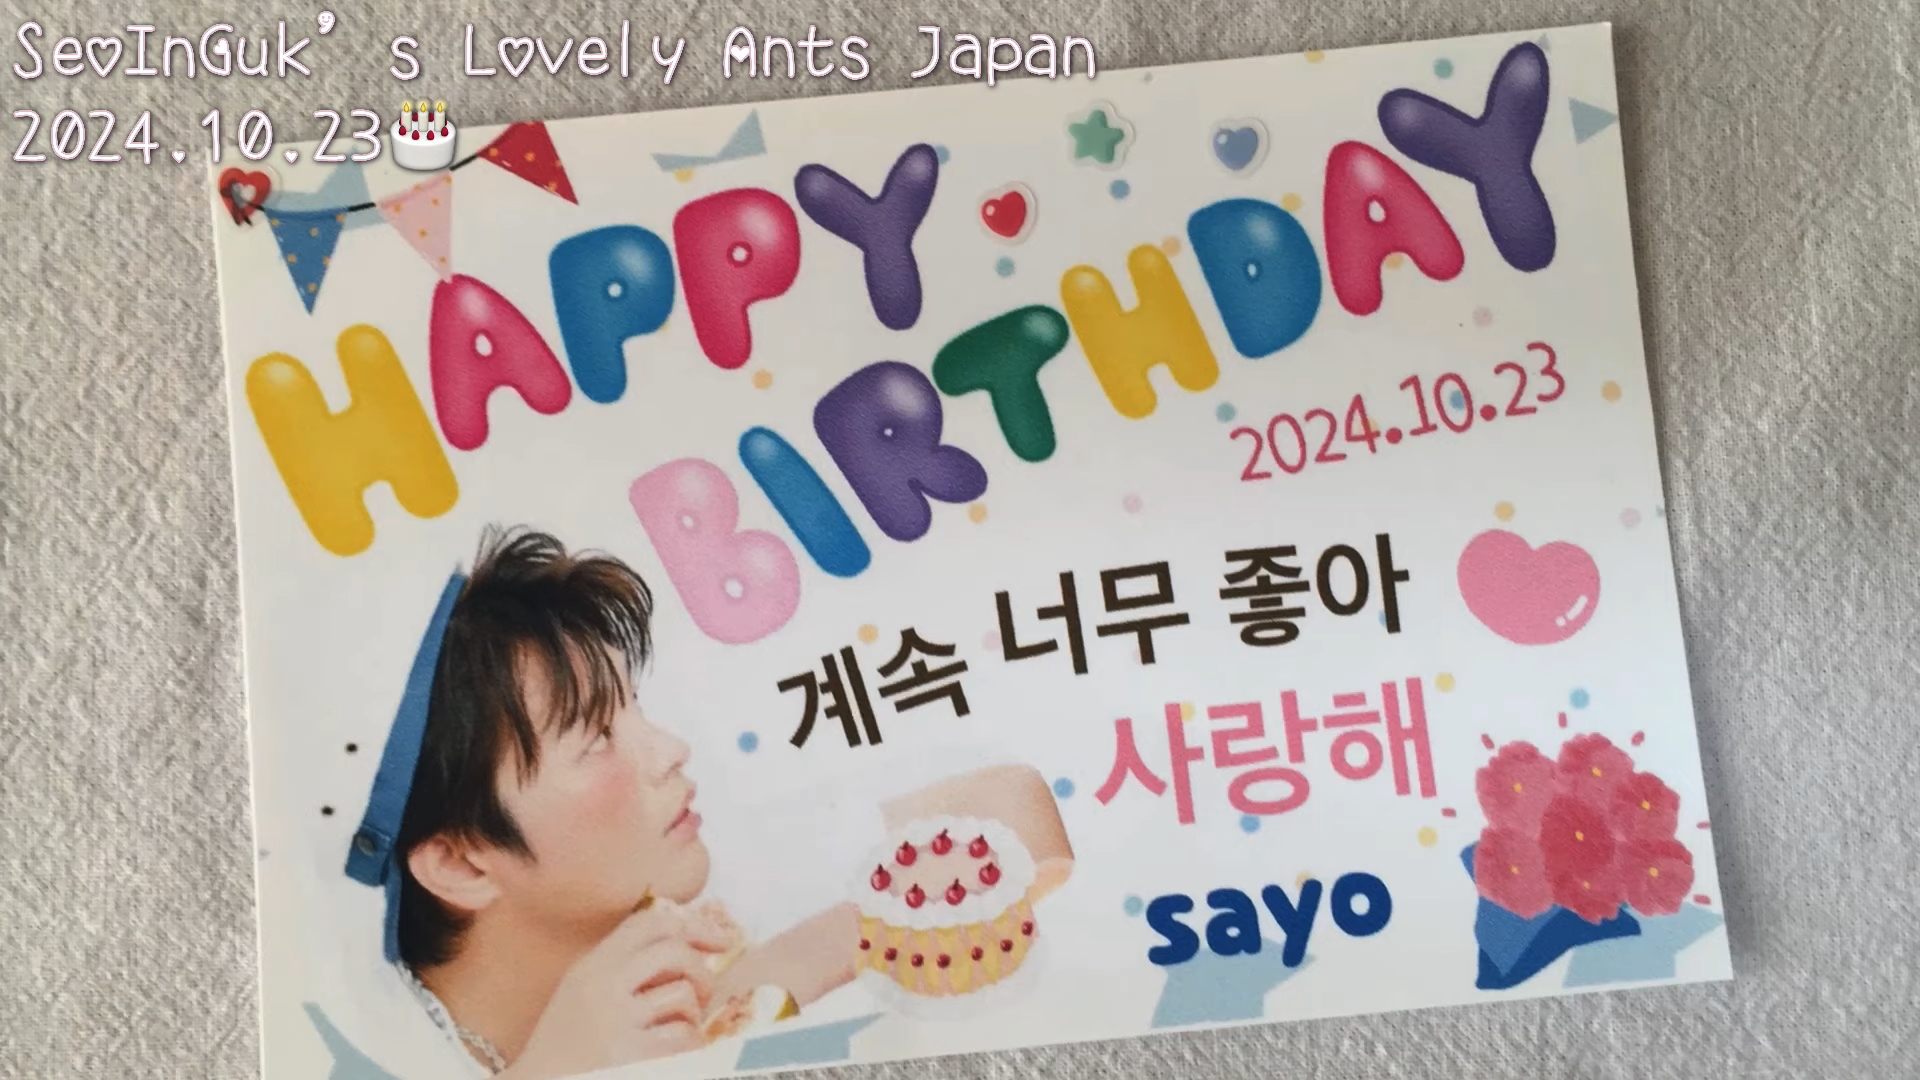 SeoInGuk's Lovely Ants Japan
2024.10.23🎂
HAPPY
BIRTHDAY
2024.10.23
계속 너무 좋아
사랑해
sayo